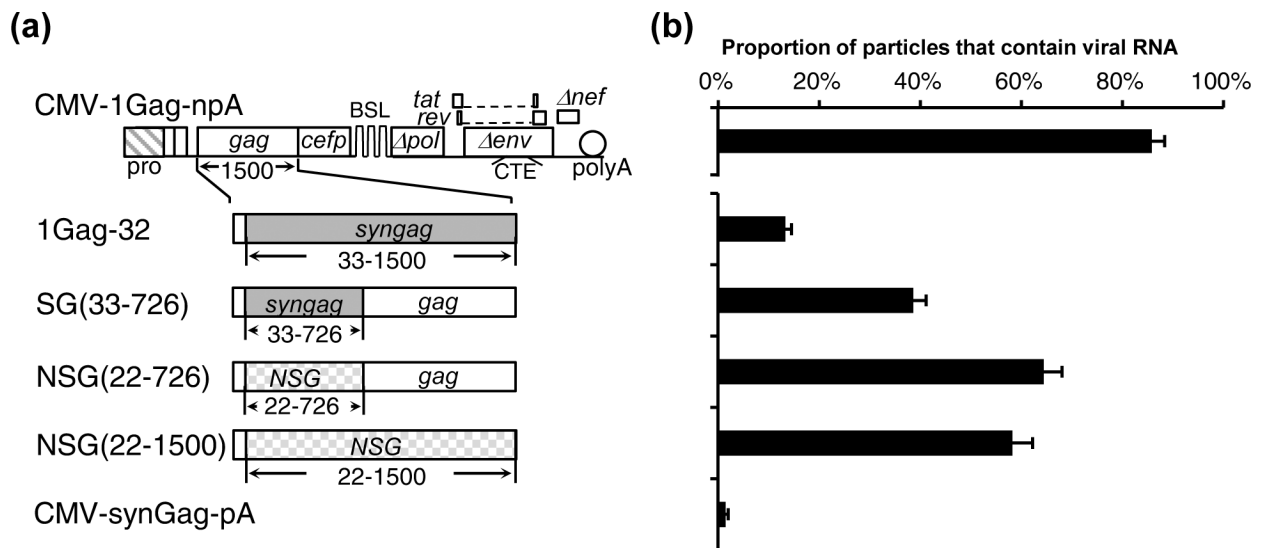 (a)
CMV-1Gag-npA
tat
rev
Δnef
BSL
gag
cefp
Δpol
Δenv
pro
1500
CTE
polyA
1Gag-32
syngag
33-1500
SG(33-726)
syngag
gag
33-726
NSG(22-726)
NSG
gag
22-726
NSG(22-1500)
NSG
22-1500
CMV-synGag-pA
(b)
Proportion of particles that contain viral RNA
0% 20% 40% 60% 80% 100%